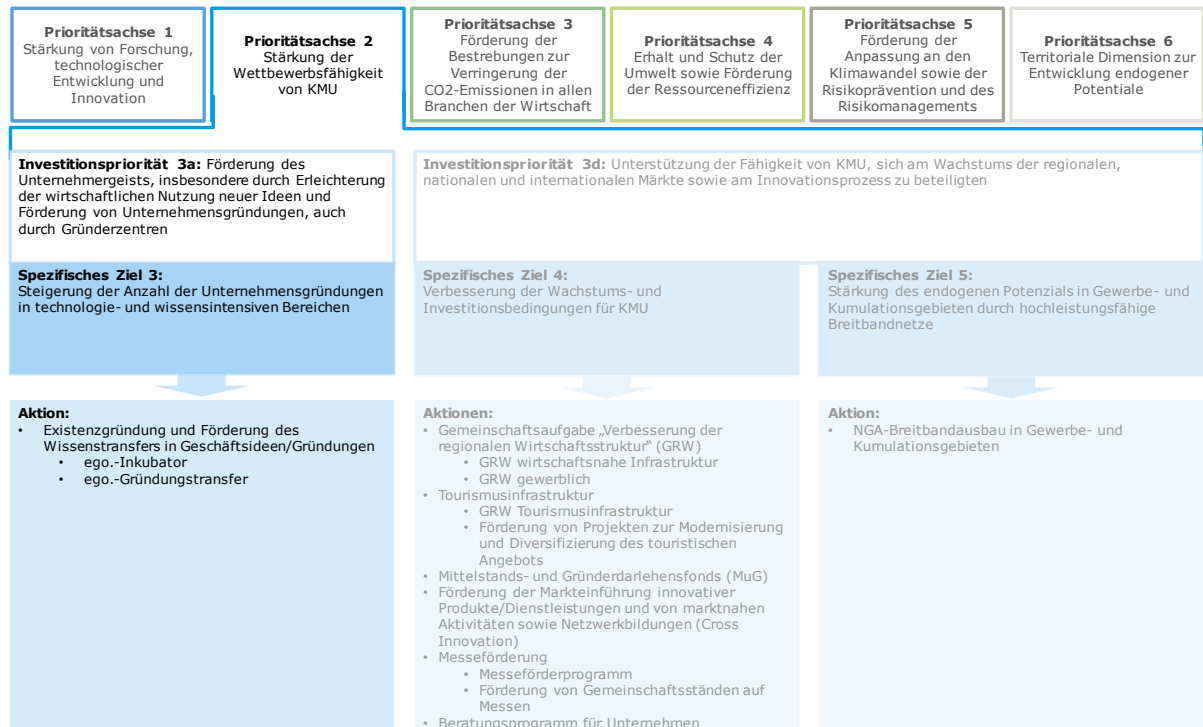 Prioritätsachse 1
Stärkung von Forschung,
technologischer
Entwicklung und
Innovation
Prioritätsachse 2
Stärkung der
Wettbewerbsfähigkeit
von KMU
Prioritätsachse 3
Förderung der
Bestrebungen zur
Verringerung der
CO2-Emissionen in allen
Branchen der Wirtschaft
Prioritätsachse 4
Erhalt und Schutz der
Umwelt sowie Förderung
der Ressourceneffizienz
Prioritätsachse 5
Förderung der
Anpassung an den
Klimawandel sowie der
Risikoprävention und des
Risikomanagements
Prioritätsachse 6
Territoriale Dimension zur
Entwicklung endogener
Potentiale
Investitionspriorität 3a: Förderung des
Unternehmergeists, insbesondere durch Erleichterung
der wirtschaftlichen Nutzung neuer Ideen und
Förderung von Unternehmensgründungen, auch
durch Gründerzentren
Investitionspriorität 3d: Unterstützung der Fähigkeit von KMU, sich am Wachstums der regionalen,
nationalen und internationalen Märkte sowie am Innovationsprozess zu beteiligten
Spezifisches Ziel 3:
Steigerung der Anzahl der Unternehmensgründungen
in technologie- und wissensintensiven Bereichen
Spezifisches Ziel 4:
Verbesserung der Wachstums- und
Investitionsbedingungen für KMU
Spezifisches Ziel 5:
Stärkung des endogenen Potenzials in Gewerbe- und
Kumulationsgebieten durch hochleistungsfähige
Breitbandnetze
Aktion:
• Existenzgründung und Förderung des
Wissenstransfers in Geschäftsideen/Gründungen
• ego.-Inkubator
• ego.-Gründungstransfer
Aktionen:
• Gemeinschaftsaufgabe „Verbesserung der
regionalen Wirtschaftsstruktur“ (GRW)
• GRW wirtschaftsnahe Infrastruktur
• GRW gewerblich
• Tourismusinfrastruktur
• GRW Tourismusinfrastruktur
• Förderung von Projekten zur Modernisierung
und Diversifizierung des touristischen
Angebots
• Mittelstands- und Gründerdarlehensfonds (MuG)
• Förderung der Markteinführung innovativer
Produkte/Dienstleistungen und von marktnahen
Aktivitäten sowie Netzwerkbildungen (Cross
Innovation)
• Messeförderung
• Messeförderprogramm
• Förderung von Gemeinschaftsständen auf
Messen
• Beratungsprogramm für Unternehmen
Aktion:
• NGA-Breitbandausbau in Gewerbe- und
Kumulationsgebieten